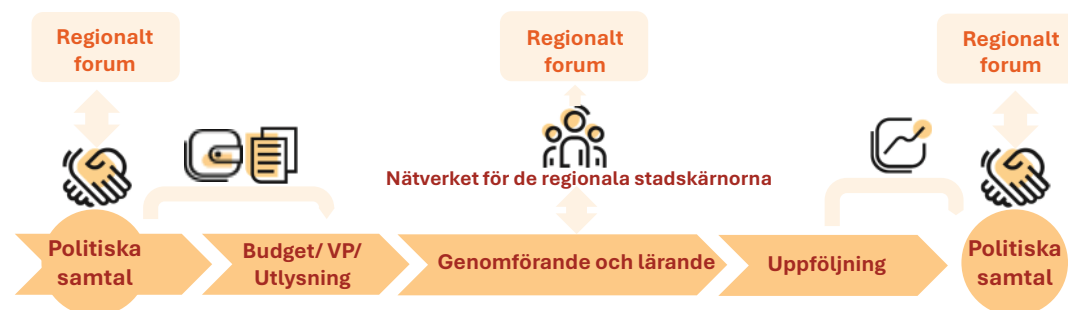 Regionalt
forum
Regionalt
forum
Regionalt
forum
Nätverket för de regionala stadskärnorna
Politiska
samtal
Budget/ VP/
Utlysning
Genomförande och lärande
Uppföljning
Politiska
samtal